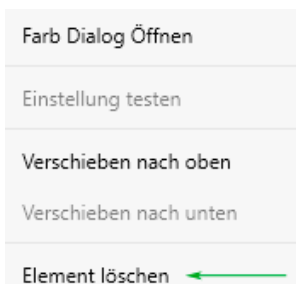 Farb Dialog Öffnen
Einstellung testen
Verschieben nach oben
Verschieben nach unten
Element löschen